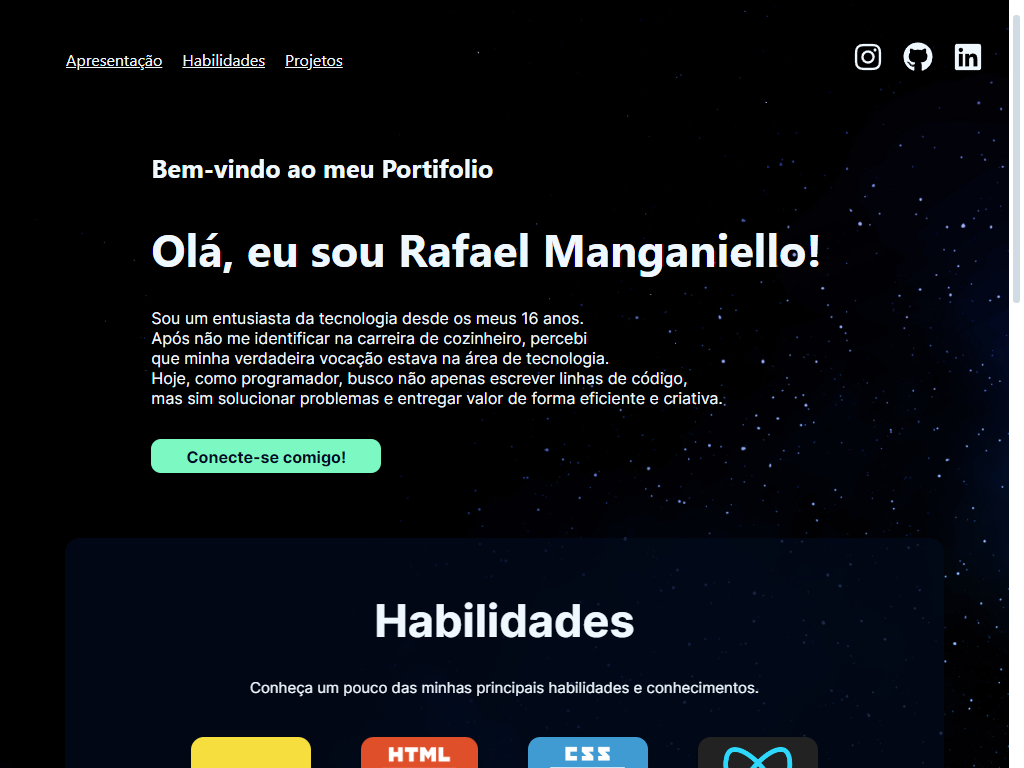 Apresentação Habilidades Projetos
in
Bem-vindo ao meu Portifolio
Olá, eu sou Rafael Manganiello!
Sou um entusiasta da tecnologia desde os meus 16 anos.
Após não me identificar na carreira de cozinheiro, percebi
que minha verdadeira vocação estava na área de tecnologia.
Hoje, como programador, busco não apenas escrever linhas de código,
mas sim solucionar problemas e entregar valor de forma eficiente e criativa.
Conecte-se comigo!
Habilidades
Conheça um pouco das minhas principais habilidades e conhecimentos.
HTML CSS